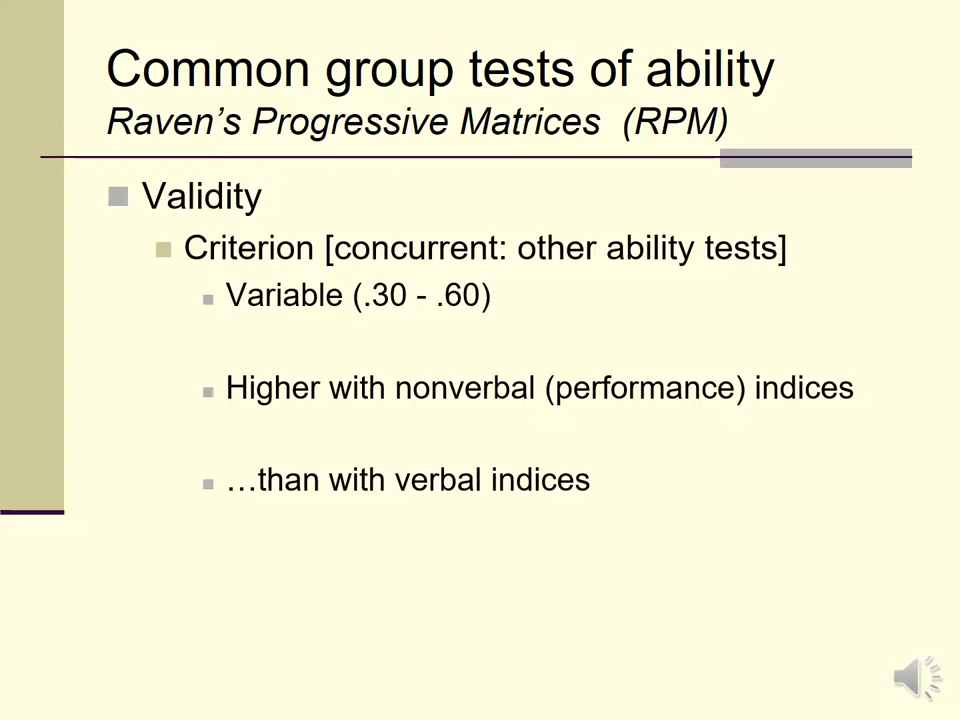 Common group tests of ability
Raven’s Progressive Matrices (RPM)
Validity
Criterion [concurrent: other ability tests]
Variable (.30 - .60)
Higher with nonverbal (performance) indices
…than with verbal indices